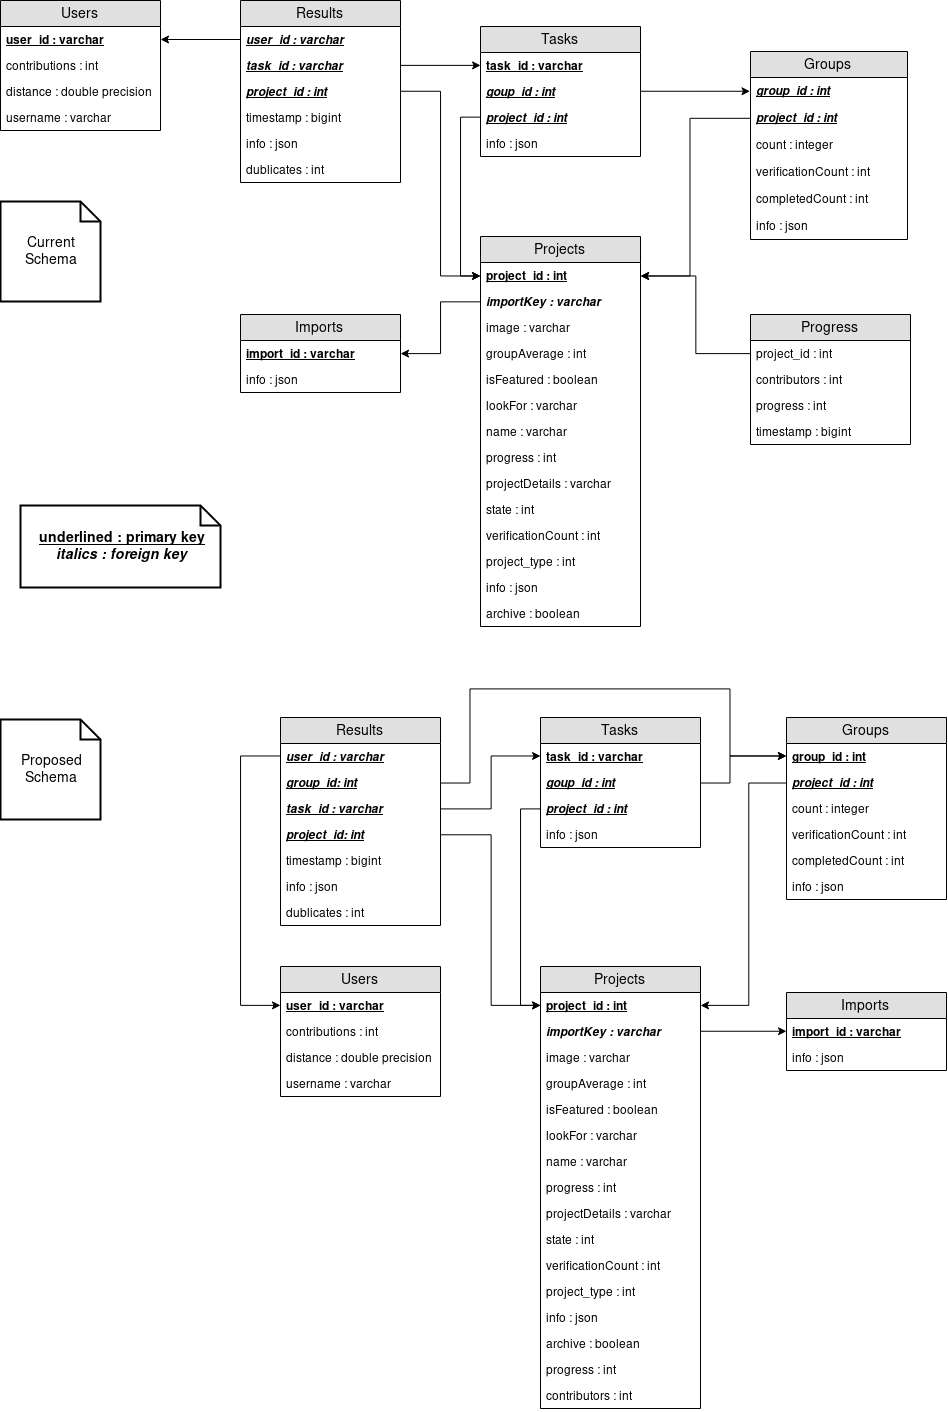 Users
user_id : varchar
contributions : int
distance : double precision
username : varchar
Results
user_id : varchar
task_id : varchar
project_id : int
timestamp : bigint
info : json
dublicates : int
Tasks
task_id : varchar
goup_id : int
project_id : int
info : json
Groups
group_id : int
project_id : int
count : integer
verificationCount : int
completedCount : int
info : json
Current
Schema
Projects
project_id : int
importKey : varchar
image : varchar
groupAverage : int
isFeatured : boolean
lookFor : varchar
name : varchar
progress : int
projectDetails : varchar
state : int
verificationCount : int
project_type : int
info : json
archive : boolean
Imports
import_id : varchar
info : json
Progress
project_id : int
contributors : int
progress : int
timestamp : bigint
underlined : primary key
italics : foreign key
Proposed
Schema
Results
user_id : varchar
group_id: int
task_id : varchar
project_id: int
timestamp : bigint
info : json
dublicates : int
Tasks
task_id : varchar
goup_id : int
project_id : int
info : json
Groups
group_id : int
project_id : int
count : integer
verificationCount : int
completedCount : int
info : json
Users
user_id : varchar
contributions : int
distance : double precision
username : varchar
Projects
project_id : int
importKey : varchar
image : varchar
groupAverage : int
isFeatured : boolean
lookFor : varchar
name : varchar
progress : int
projectDetails : varchar
state : int
verificationCount : int
project_type : int
info : json
archive : boolean
progress : int
contributors : int
Imports
import_id : varchar
info : json